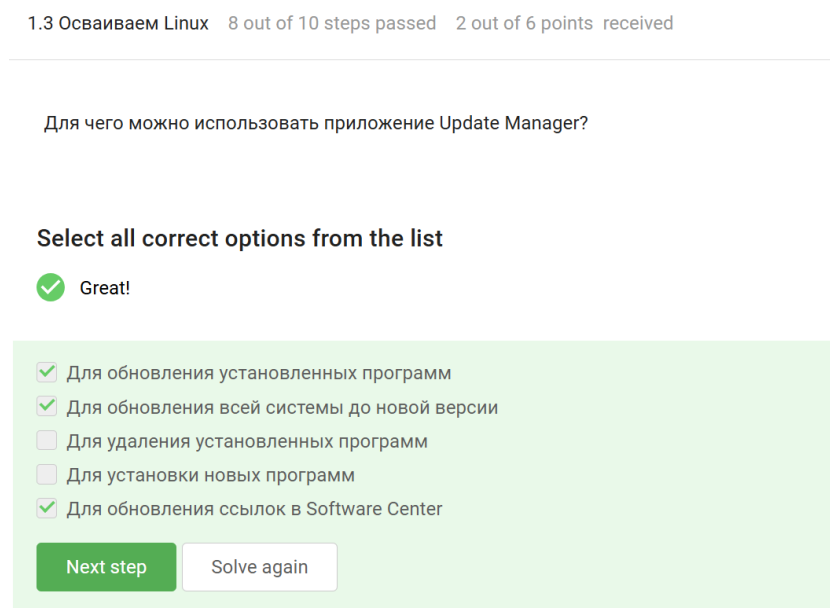 1.3 Осваиваем Linux 8 out of 10 steps passed 2 out of 6 points received
Для чего можно использовать приложение Update Manager?
Select all correct options from the list
Great!
Для обновления установленных программ
Для обновления всей системы до новой версии
Для удаления установленных программ
Для установки новых программ
Для обновления ссылок в Software Center
Next step Solve again